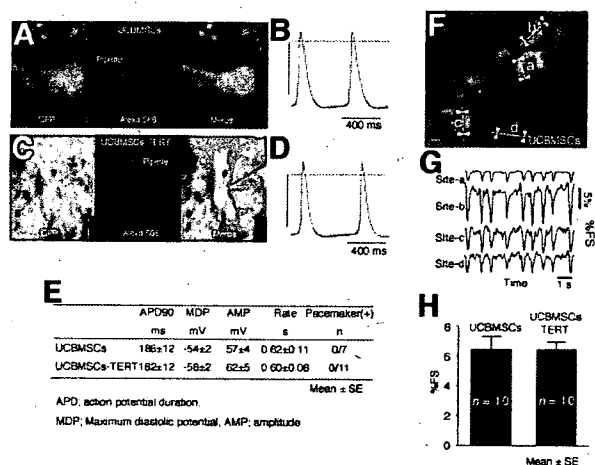 A
UCBMSCs
Pipette
GFP
Alexa 568
Merge
B
400 ms
C
UCBMSCs-TERT
Pipette
Alexa 568
D
400 ms
E
APD90 MDP AMP Rate Pacemaker(+)
ms mV mV s n
UCBMSCs 186±12 -54±2 57±4 0.62±0.11 0/7
UCBMSCs-TERT 182±12 -58±2 62±5 0.60±0.06 0/11
Mean ± SE
APD; action potential duration.
MDP; Maximum diastolic potential, AMP; amplitude
F
b
a
c
d
UCBMSCs
G
Site-a
Site-b
Site-c
Site-d
5%
%FS
Time
1 s
H
UCBMSCs
UCBMSCs
TERT
8
6
4
2
0
%FS
n = 10
n = 10
Mean ± SE